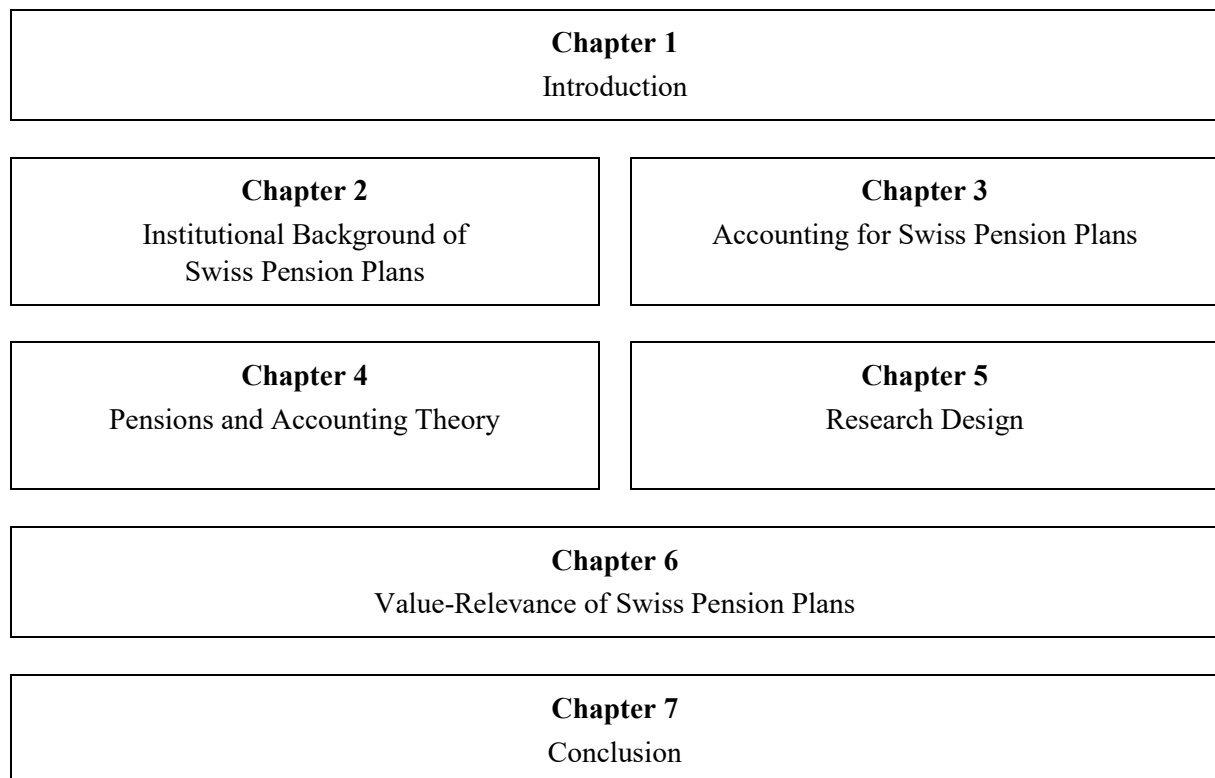 Chapter 1
Introduction
Chapter 2
Institutional Background of
Swiss Pension Plans
Chapter 3
Accounting for Swiss Pension Plans
Chapter 4
Pensions and Accounting Theory
Chapter 5
Research Design
Chapter 6
Value-Relevance of Swiss Pension Plans
Chapter 7
Conclusion